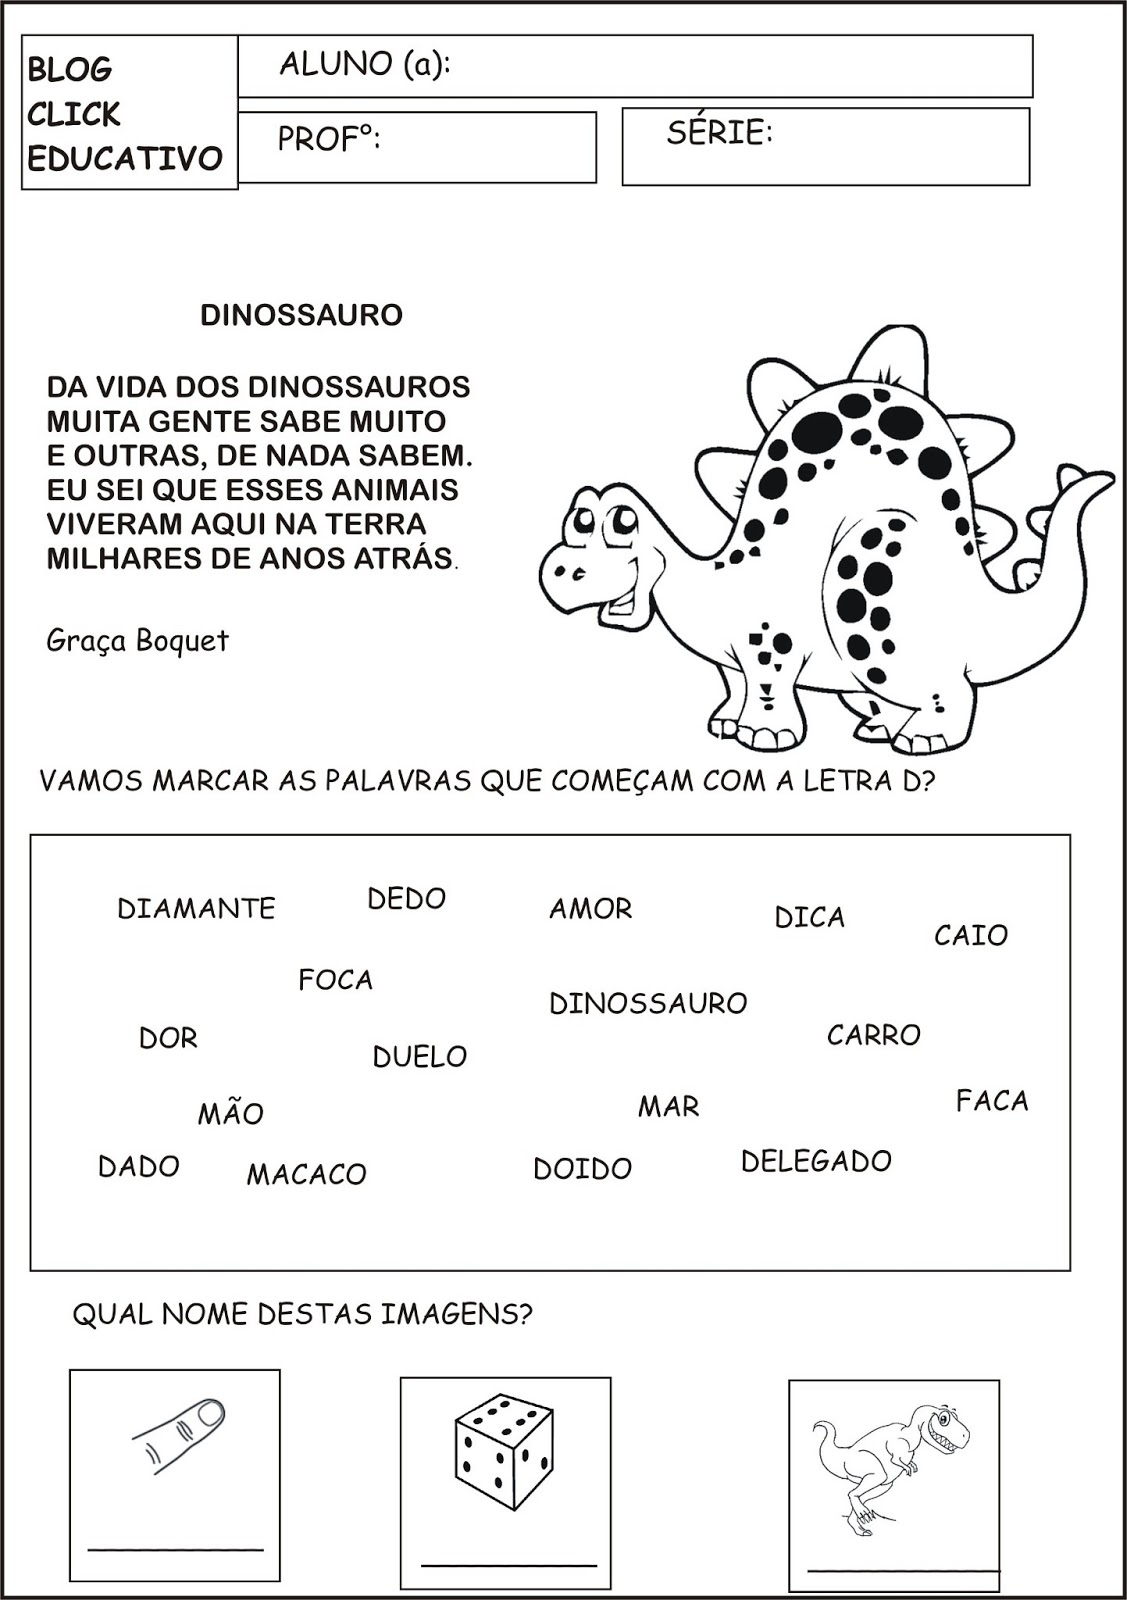 BLOG
CLICK
EDUCATIVO
ALUNO (a):
PROF°:
SÉRIE:
DINOSSAURO
DA VIDA DOS DINOSSAUROS
MUITA GENTE SABE MUITO
E OUTRAS, DE NADA SABEM.
EU SEI QUE ESSES ANIMAIS
VIVERAM AQUI NA TERRA
MILHARES DE ANOS ATRÁS.
Graça Boquet
VAMOS MARCAR AS PALAVRAS QUE COMEÇAM COM A LETRA D?
DIAMANTE DEDO AMOR DICA CAIO
FOCA DINOSSAURO
DOR DUELO CARRO
MÃO MAR FACA
DADO MACACO DOIDO DELEGADO
QUAL NOME DESTAS IMAGENS?